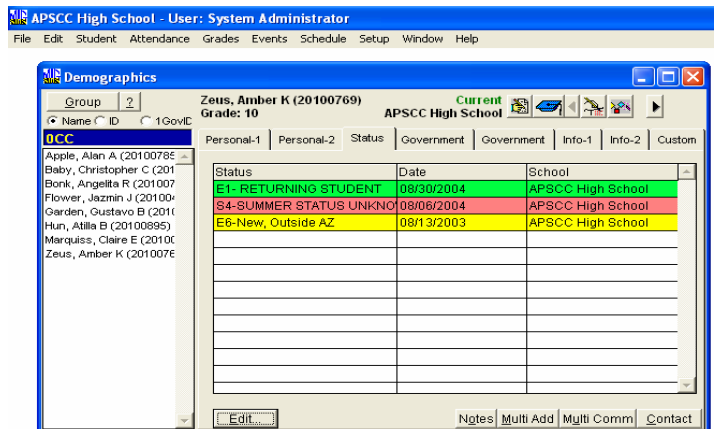 APSCC High School - User: System Administrator
File Edit Student Attendance Grades Events Schedule Setup Window Help
Demographics
Group ?
Name ID 1GovID
OCC
Apple, Alan A (20100785
Baby, Christopher C (201
Bonk, Angelita R (201007
Flower, Jazmin J (201004
Garden, Gustavo B (2010
Hun, Atilla B (20100895)
Marquiss, Claire E (20100
Zeus, Amber K (2010076
Zeus, Amber K (20100769) Current
Grade: 10 APSCC High School
Personal-1 Personal-2 Status Government Government Info-1 Info-2 Custom
Status Date School
E1- RETURNING STUDENT 08/30/2004 APSCC High School
S4-SUMMER STATUS UNKNO 08/06/2004 APSCC High School
E6-New, Outside AZ 08/13/2003 APSCC High School
Edit... Notes Multi Add Multi Comm Contact